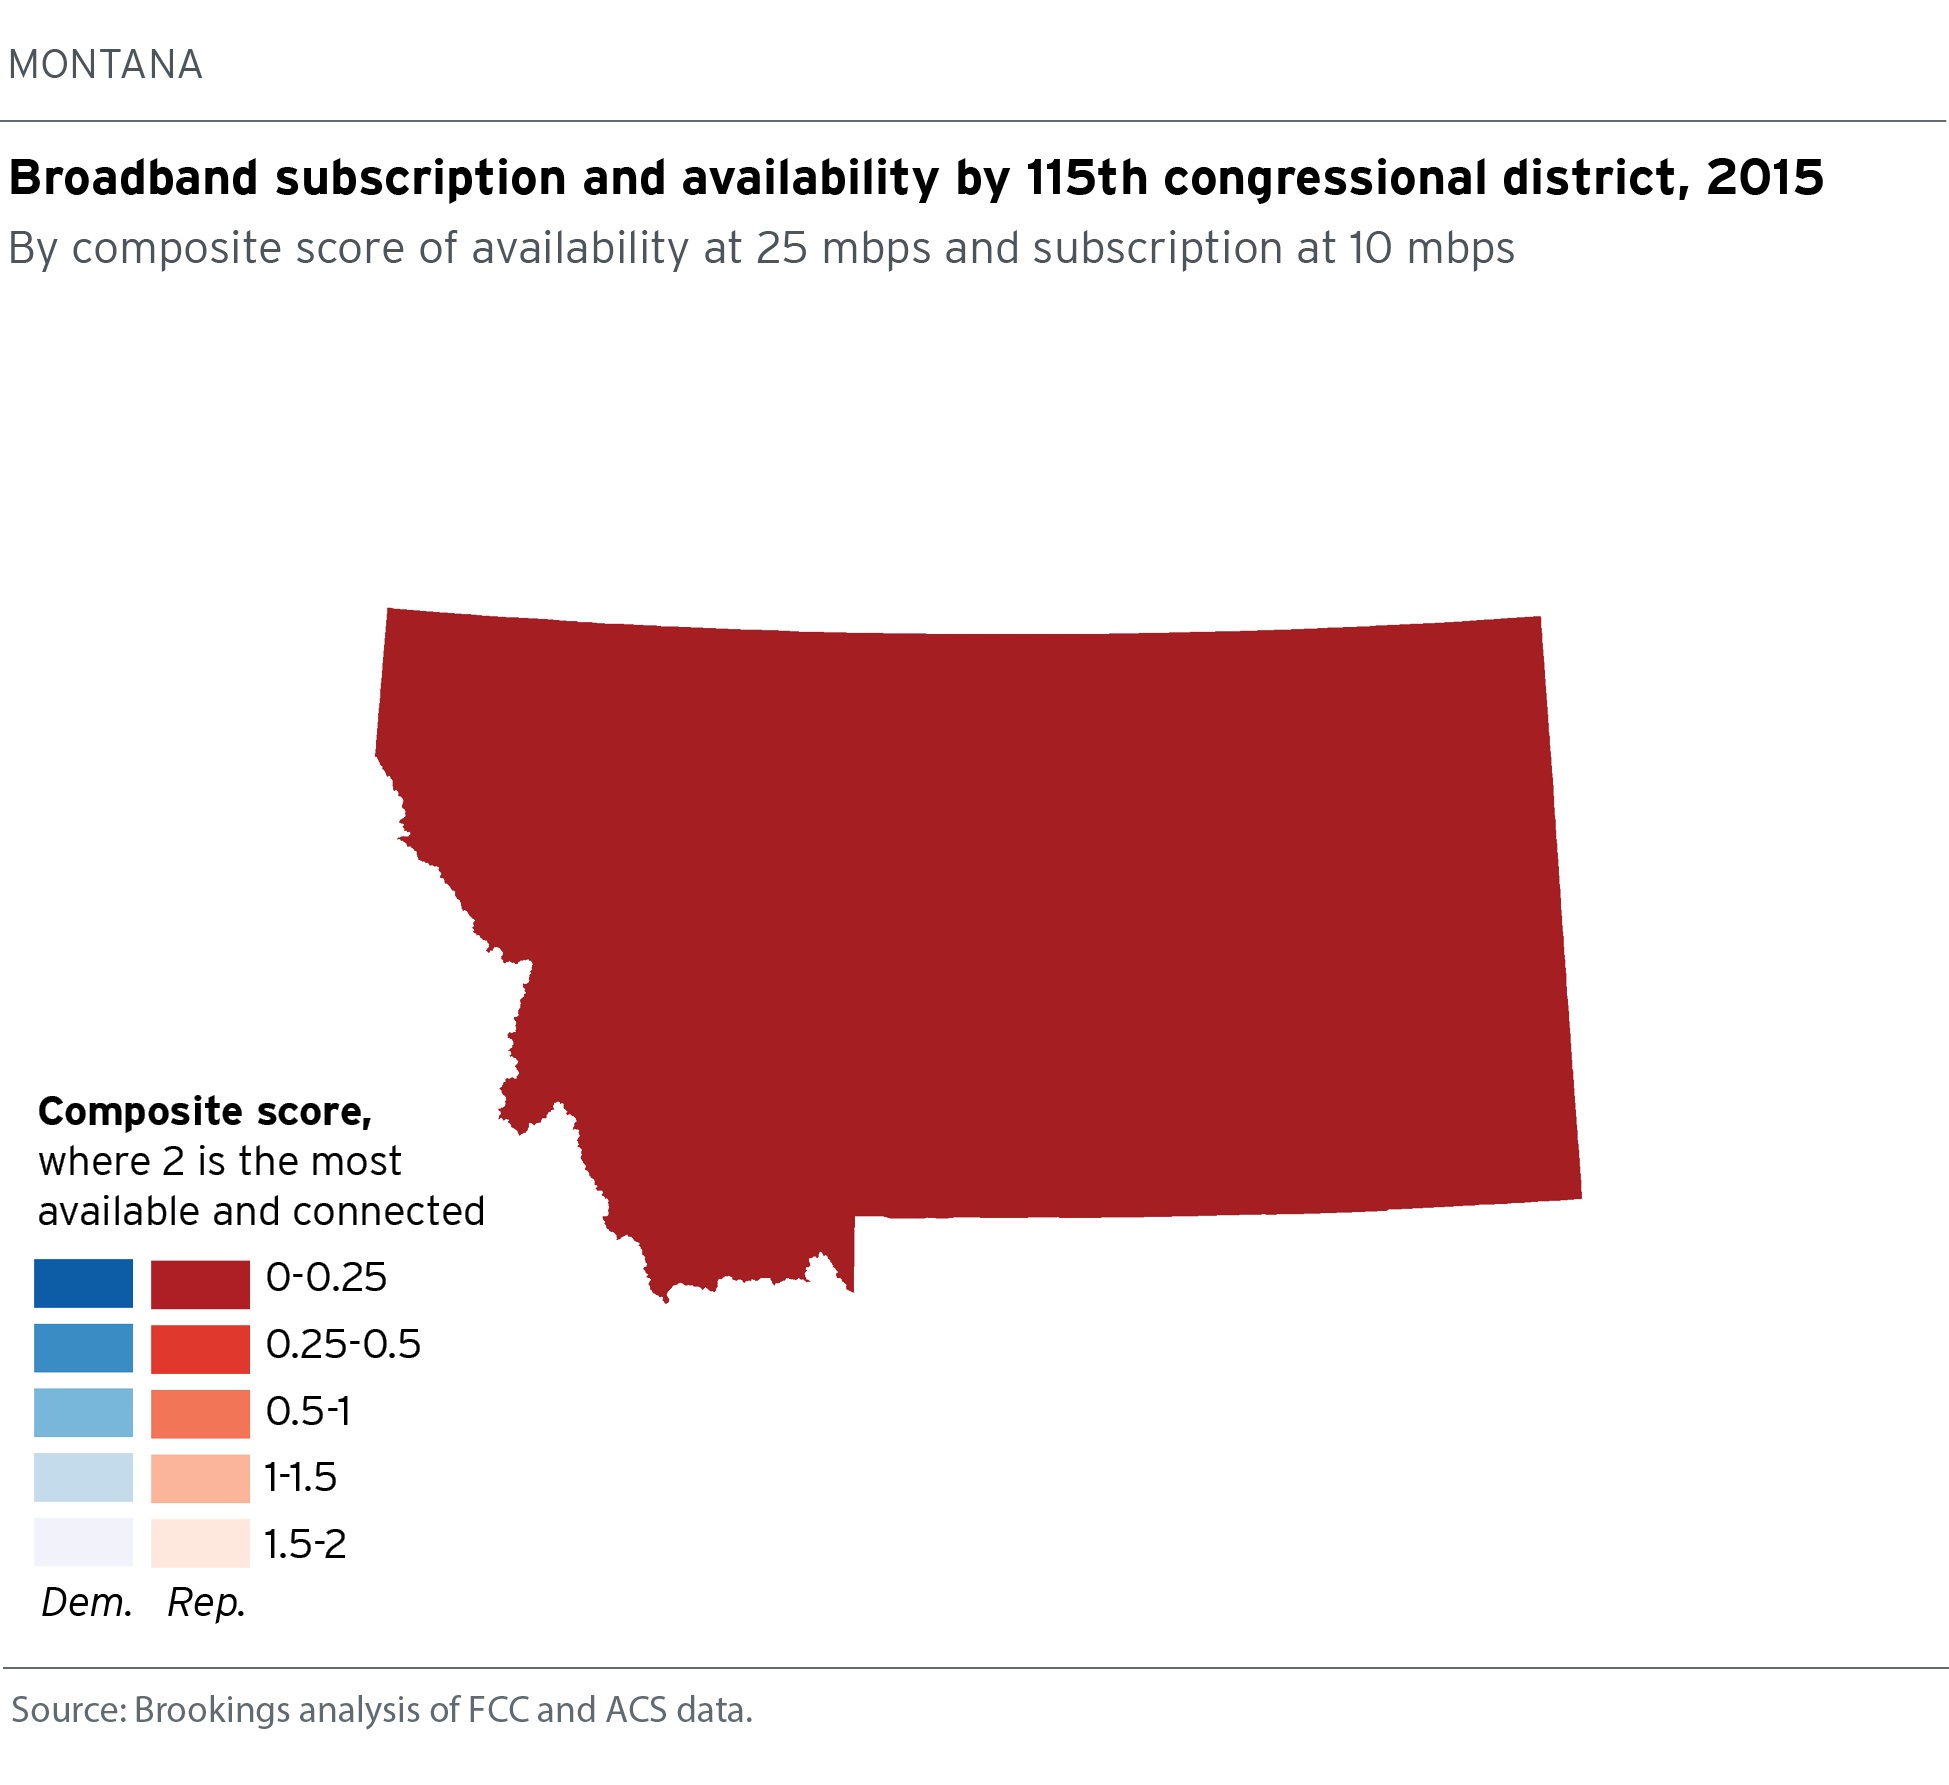 MONTANA
Broadband subscription and availability by 115th congressional district, 2015
By composite score of availability at 25 mbps and subscription at 10 mbps
Composite score,
where 2 is the most
available and connected
0-0.25
0.25-0.5
0.5-1
1-1.5
1.5-2
Dem. Rep.
Source: Brookings analysis of FCC and ACS data.